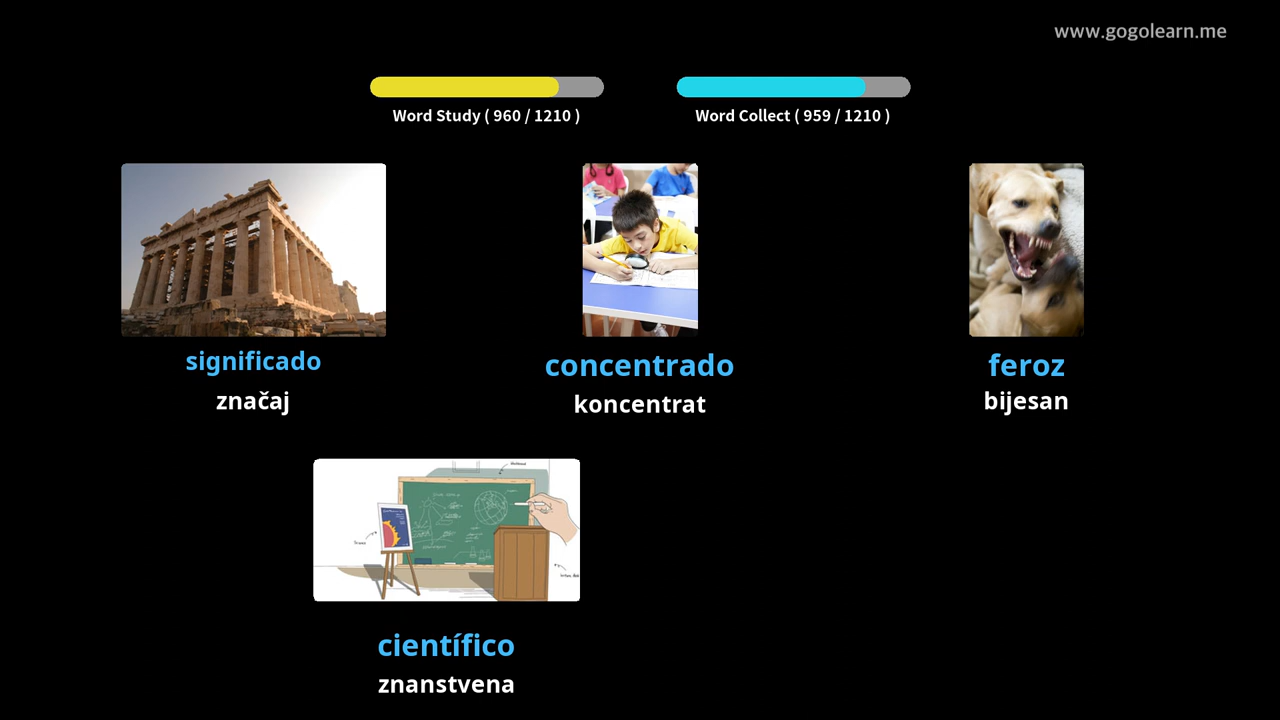 www.gogolearn.me
Word Study ( 960 / 1210 )
Word Collect ( 959 / 1210 )
significado
značaj
concentrado
koncentrat
feroz
bijesan
científico
znanstvena